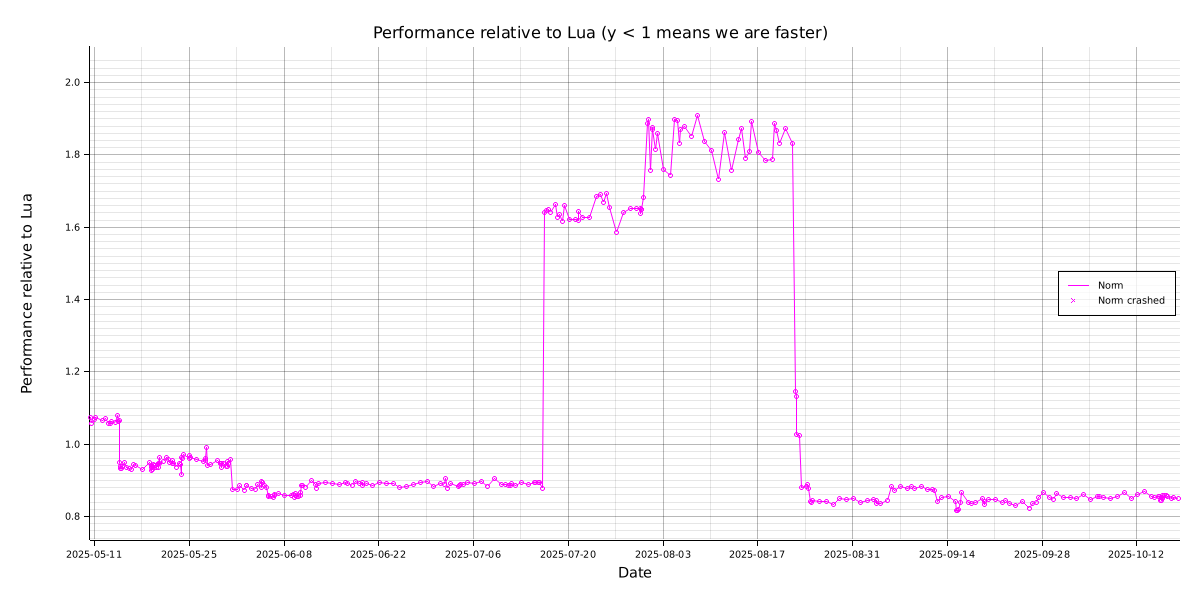 Performance relative to Lua (y < 1 means we are faster)
Performance relative to Lua
2.0
1.8
1.6
1.4
1.2
1.0
0.8
Norm
Norm crashed
2025-05-11 2025-05-25 2025-06-08 2025-06-22 2025-07-06 2025-07-20 2025-08-03 2025-08-17 2025-08-31 2025-09-14 2025-09-28 2025-10-12
Date